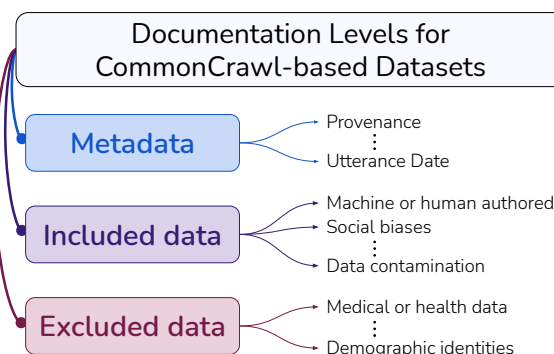 Documentation Levels for
CommonCrawl-based Datasets
Metadata
Provenance
Utterance Date
Included data
Machine or human authored
Social biases
Data contamination
Excluded data
Medical or health data
Demographic identities